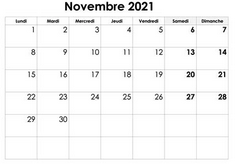 Novembre 2021
Lundi Mardi Mercredi Jeudi Vendredi Samedi Dimanche
1 2 3 4 5 6 7
8 9 10 11 12 13 14
15 16 17 18 19 20 21
22 23 24 25 26 27 28
29 30